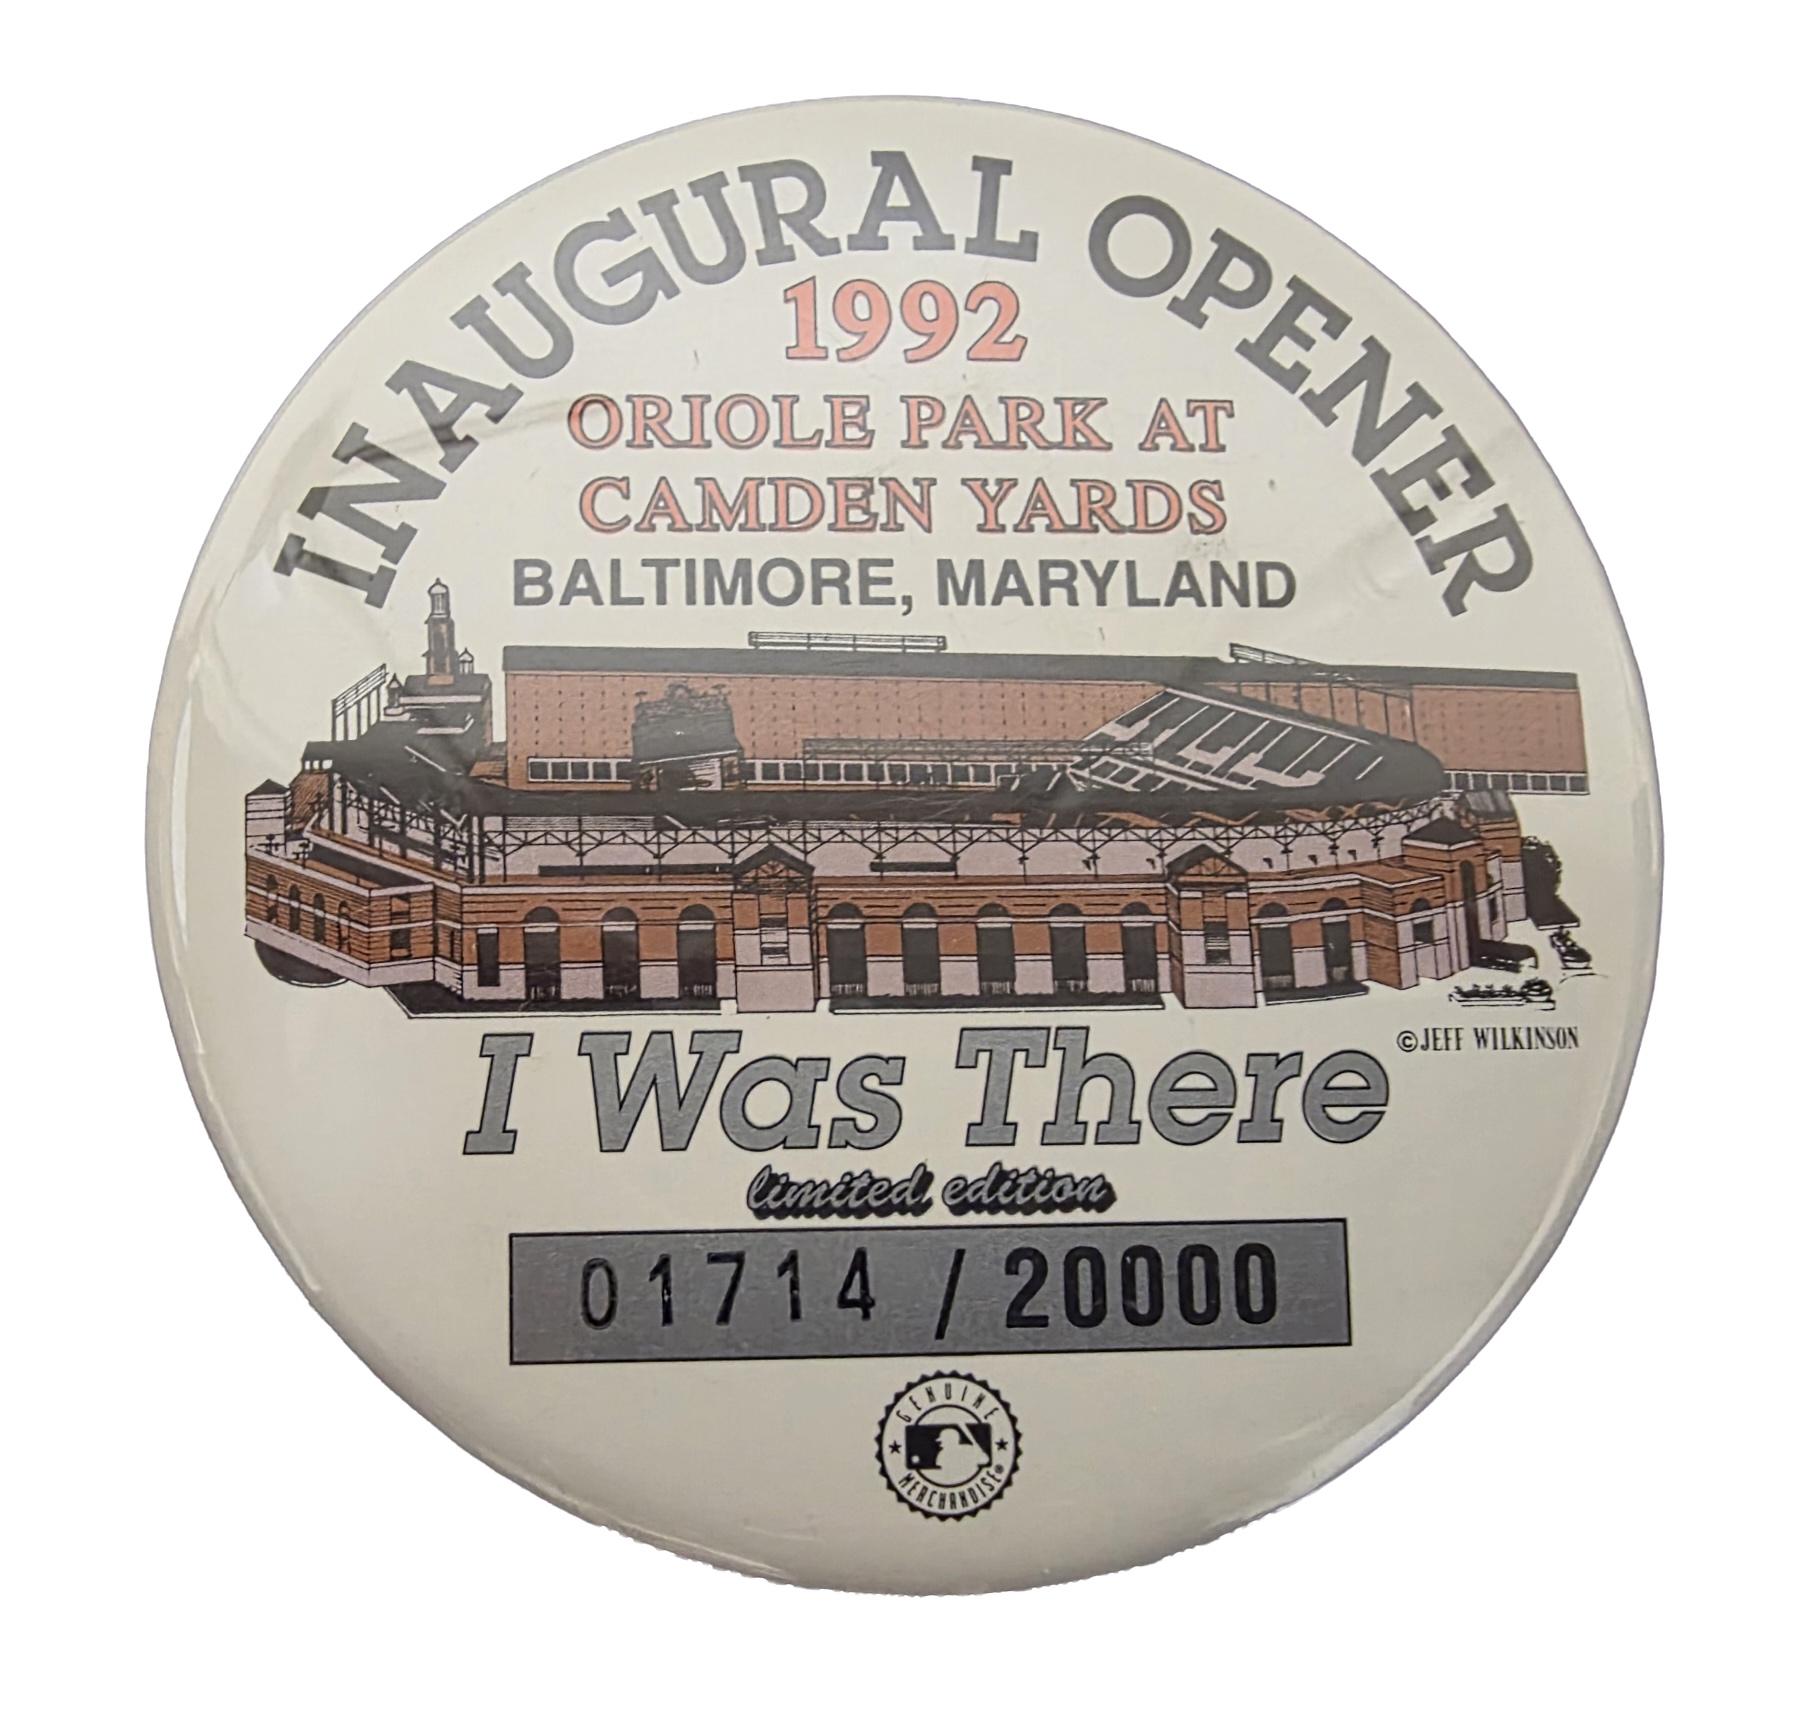 INAUGURAL OPENER
1992
ORIOLE PARK AT
CAMDEN YARDS
BALTIMORE, MARYLAND
©JEFF WILKINSON
I Was There
limited edition
01714 / 20000
GENUINE
MERCHANDISE®